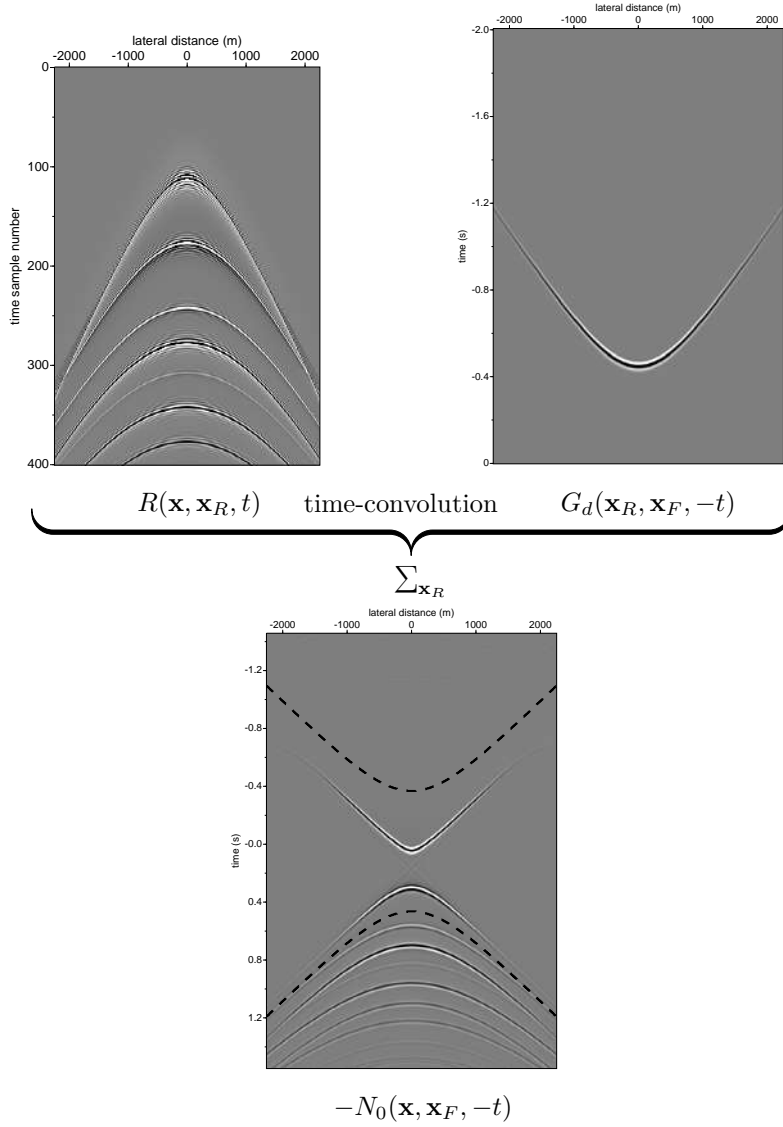 lateral distance (m)
-2000 -1000 0 1000 2000
0
100
200
300
400
time sample number
lateral distance (m)
-2000 -1000 0 1000 2000
-2.0
-1.6
-1.2
-0.8
-0.4
0
time (s)
R(x, x_R, t) time-convolution G_d(x_R, x_F, −t)
∑_{x_R}
lateral distance (m)
-2000 -1000 0 1000 2000
-1.2
-0.8
-0.4
-0.0
0.4
0.8
1.2
time (s)
−N_0(x, x_F, −t)